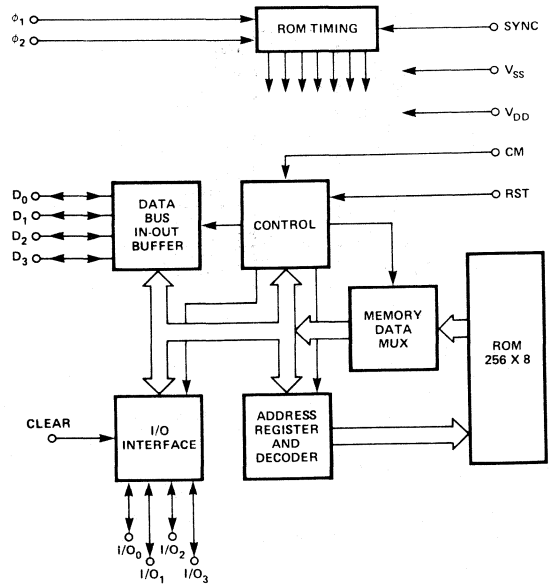 ϕ1
ROM TIMING
SYNC
ϕ2
VSS
VDD
CM
RST
D0
D1
D2
D3
DATA
BUS
IN-OUT
BUFFER
CONTROL
MEMORY
DATA
MUX
ROM
256 X 8
CLEAR
I/O
INTERFACE
ADDRESS
REGISTER
AND
DECODER
I/O0
I/O2
I/O1
I/O3